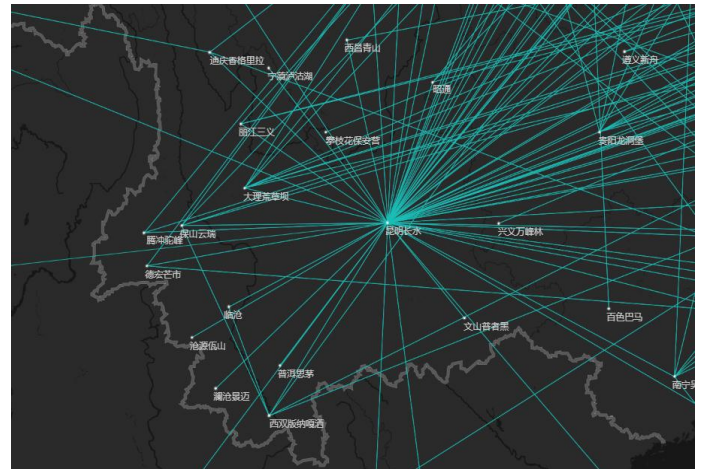 西昌青山
遵义新舟
迪庆香格里拉
宁蒗泸沽湖
昭通
丽江三义
攀枝花保安营
贵阳龙洞堡
大理荒草坝
昆明长水
兴义万峰林
保山云瑞
腾冲驼峰
德宏芒市
临沧
百色巴马
文山普者黑
沧源佤山
普洱思茅
南宁吴
澜沧景迈
西双版纳嘎洒